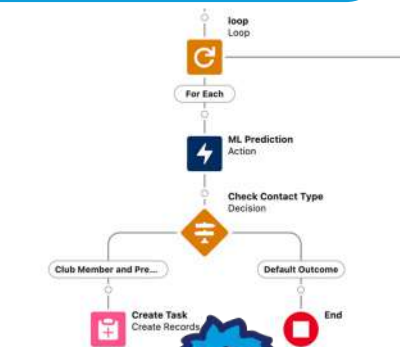 loop
Loop
For Each
ML Prediction
Action
Check Contact Type
Decision
Club Member and Pre...
Default Outcome
Create Task
Create Records
End